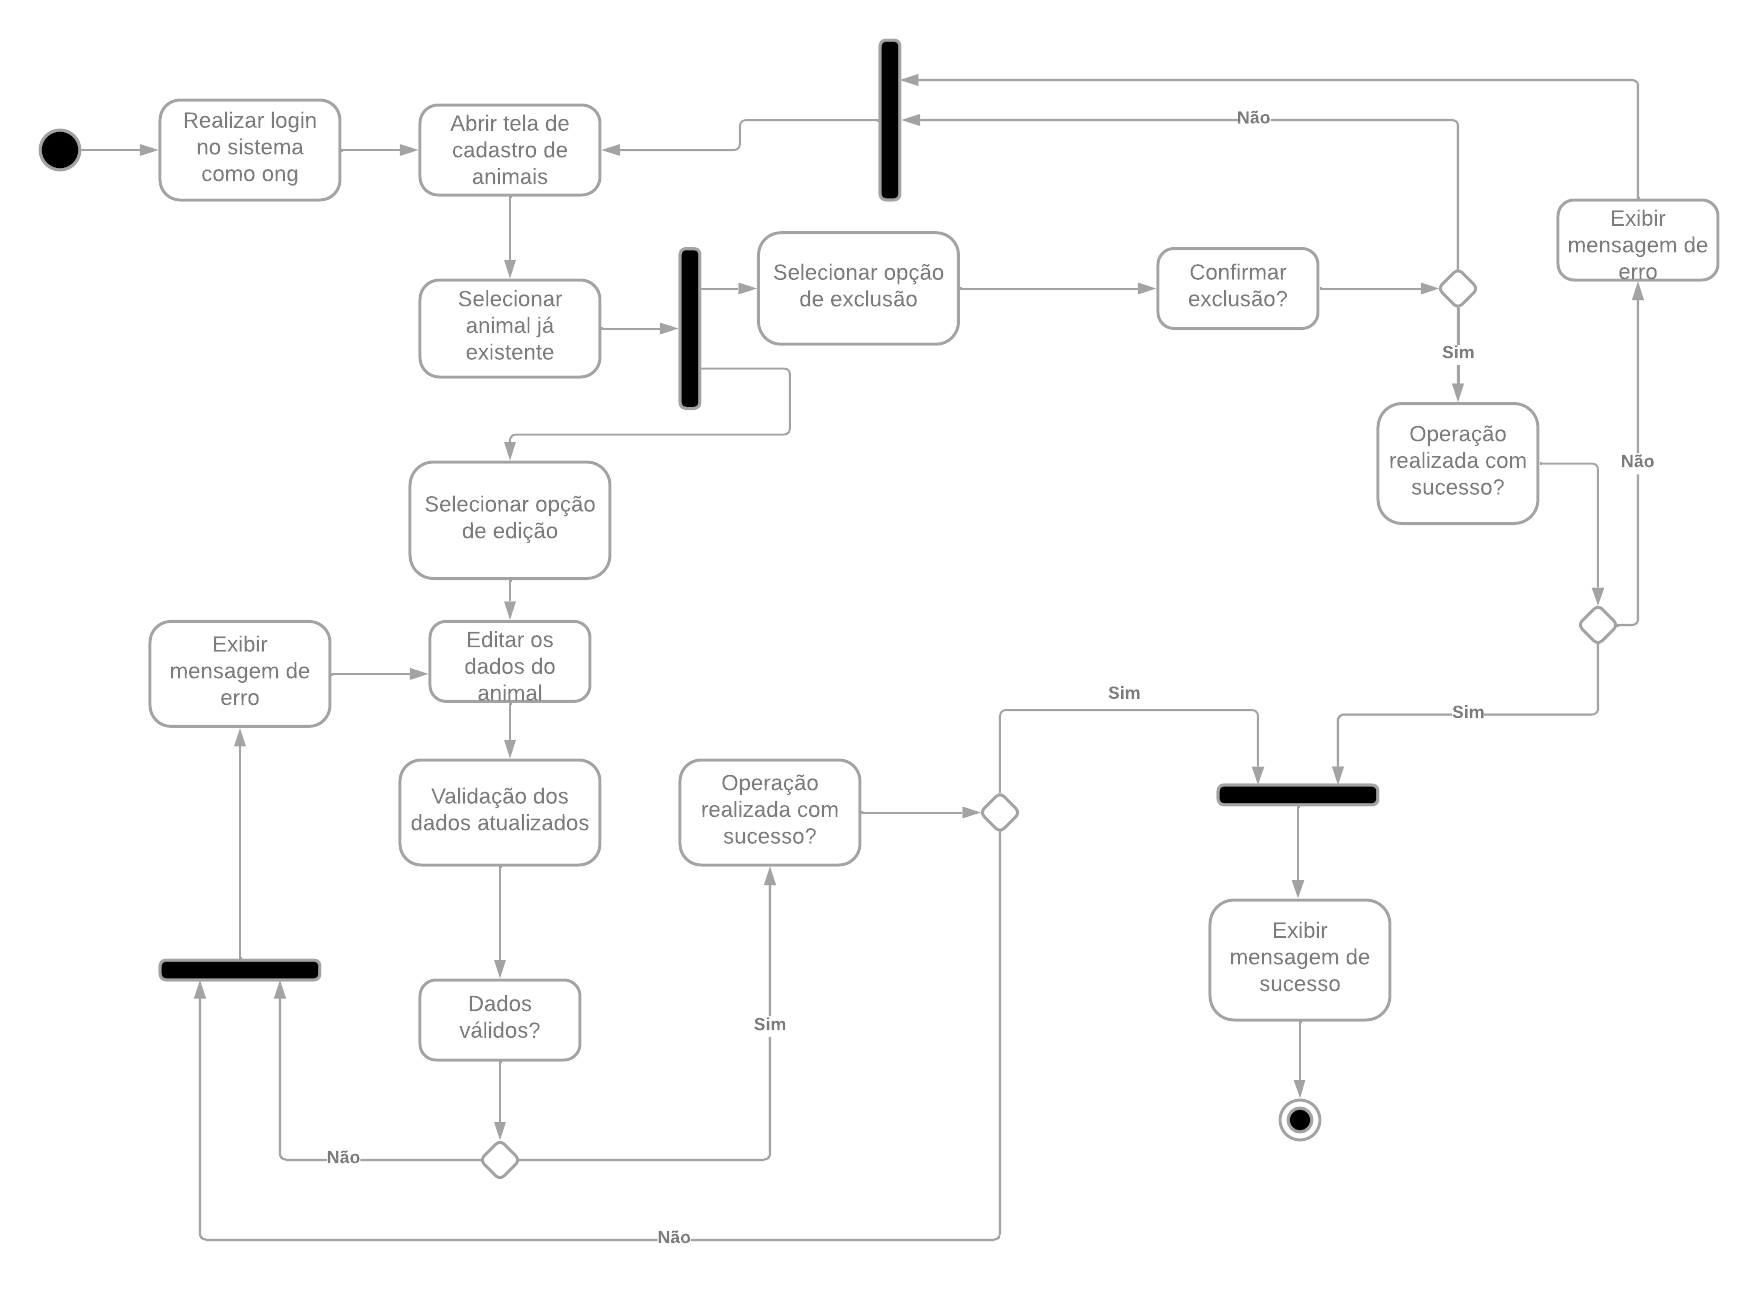 Realizar login
no sistema
como ong
Abrir tela de
cadastro de
animais
Não
Exibir
mensagem de
erro
Selecionar
animal já
existente
Selecionar opção
de exclusão
Confirmar
exclusão?
Sim
Operação
realizada com
sucesso?
Não
Selecionar opção
de edição
Exibir
mensagem de
erro
Editar os
dados do
animal
Sim
Sim
Validação dos
dados atualizados
Operação
realizada com
sucesso?
Exibir
mensagem de
sucesso
Dados
válidos?
Sim
Não
Não